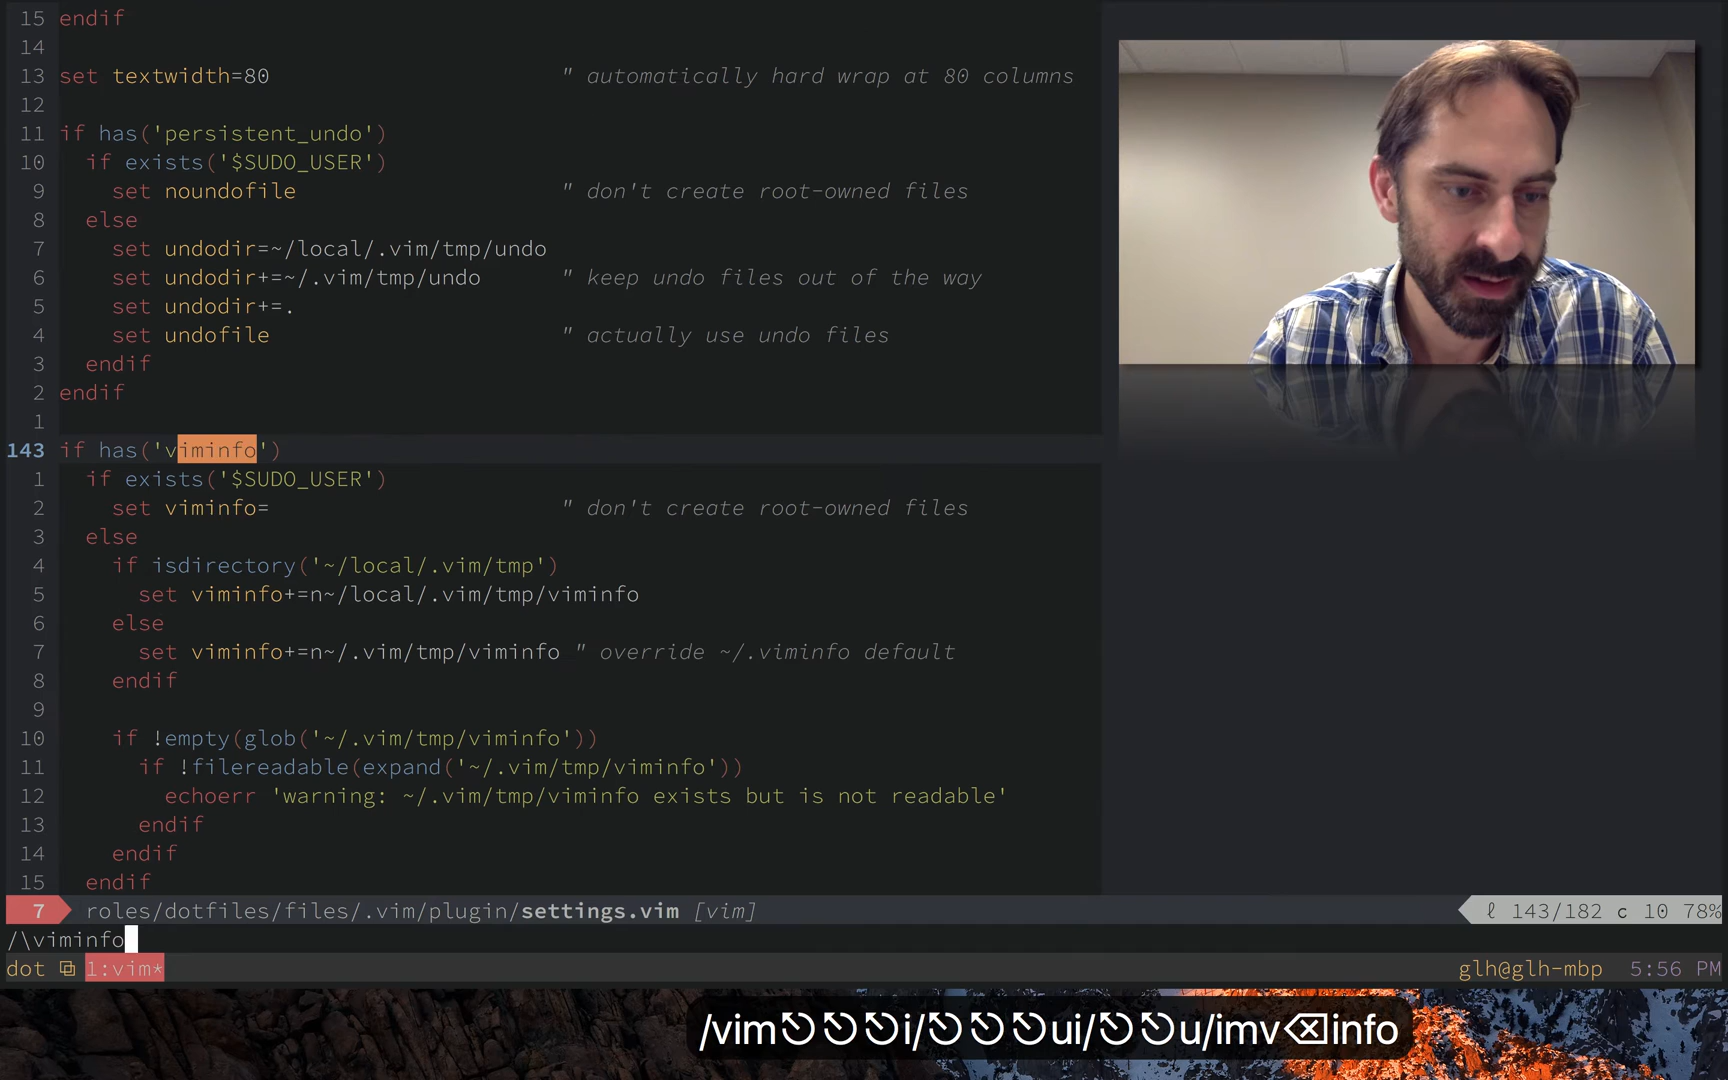 15 endif
14
13 set textwidth=80 " automatically hard wrap at 80 columns
12
11 if has('persistent_undo')
10 if exists('$SUDO_USER')
9 set noundofile " don't create root-owned files
8 else
7 set undodir=~/local/.vim/tmp/undo
6 set undodir+=~/.vim/tmp/undo " keep undo files out of the way
5 set undodir+=.
4 set undofile " actually use undo files
3 endif
2 endif
1
143 if has('viminfo')
1 if exists('$SUDO_USER')
2 set viminfo= " don't create root-owned files
3 else
4 if isdirectory('~/local/.vim/tmp')
5 set viminfo+=n~/local/.vim/tmp/viminfo
6 else
7 set viminfo+=n~/.vim/tmp/viminfo " override ~/.viminfo default
8 endif
9
10 if !empty(glob('~/.vim/tmp/viminfo'))
11 if !filereadable(expand('~/.vim/tmp/viminfo'))
12 echoerr 'warning: ~/.vim/tmp/viminfo exists but is not readable'
13 endif
14 endif
15 endif
7 roles/dotfiles/files/.vim/plugin/settings.vim [vim] ℓ 143/182 c 10 78%
/\viminfo
dot ⧉ 1:vim* glh@glh-mbp 5:56 PM
/vim⎋⎋⎋i/⎋⎋⎋ui/⎋⎋u/imv⌫info